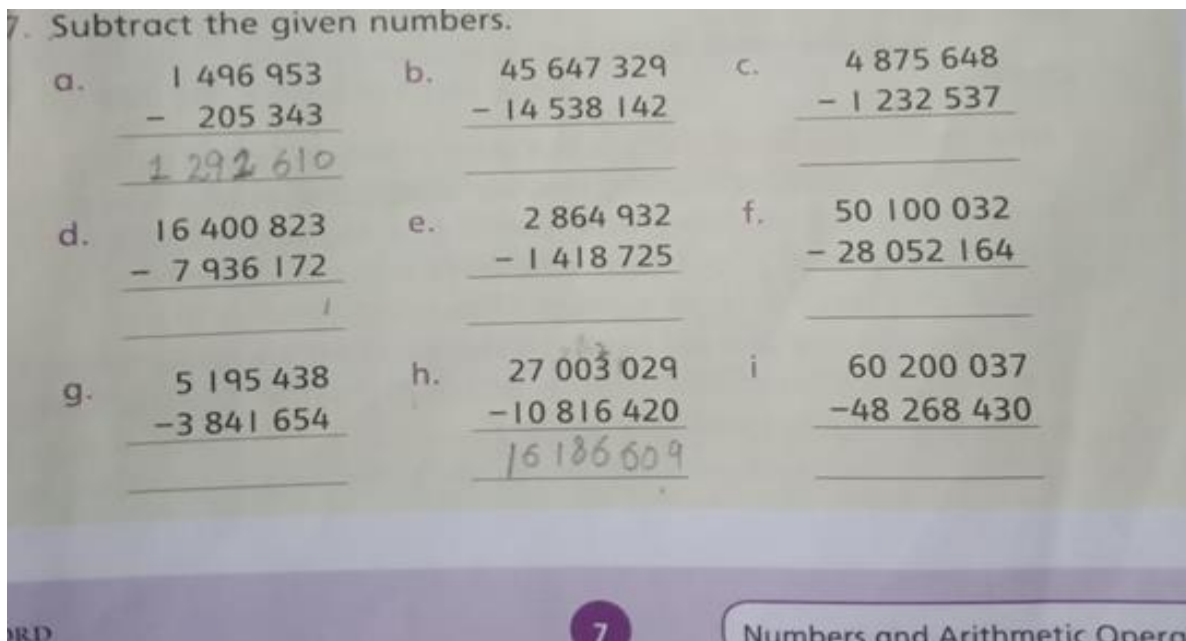 7. Subtract the given numbers.
a. 1 496 953 b. 45 647 329 c. 4 875 648
- 205 343 - 14 538 142 - 1 232 537
1 292 610
d. 16 400 823 e. 2 864 932 f. 50 100 032
- 7 936 172 - 1 418 725 - 28 052 164
1
g. 5 195 438 h. 27 003 029 i 60 200 037
-3 841 654 -10 816 420 -48 268 430
16 186 609
7 Numbers and Arithmetic Opera